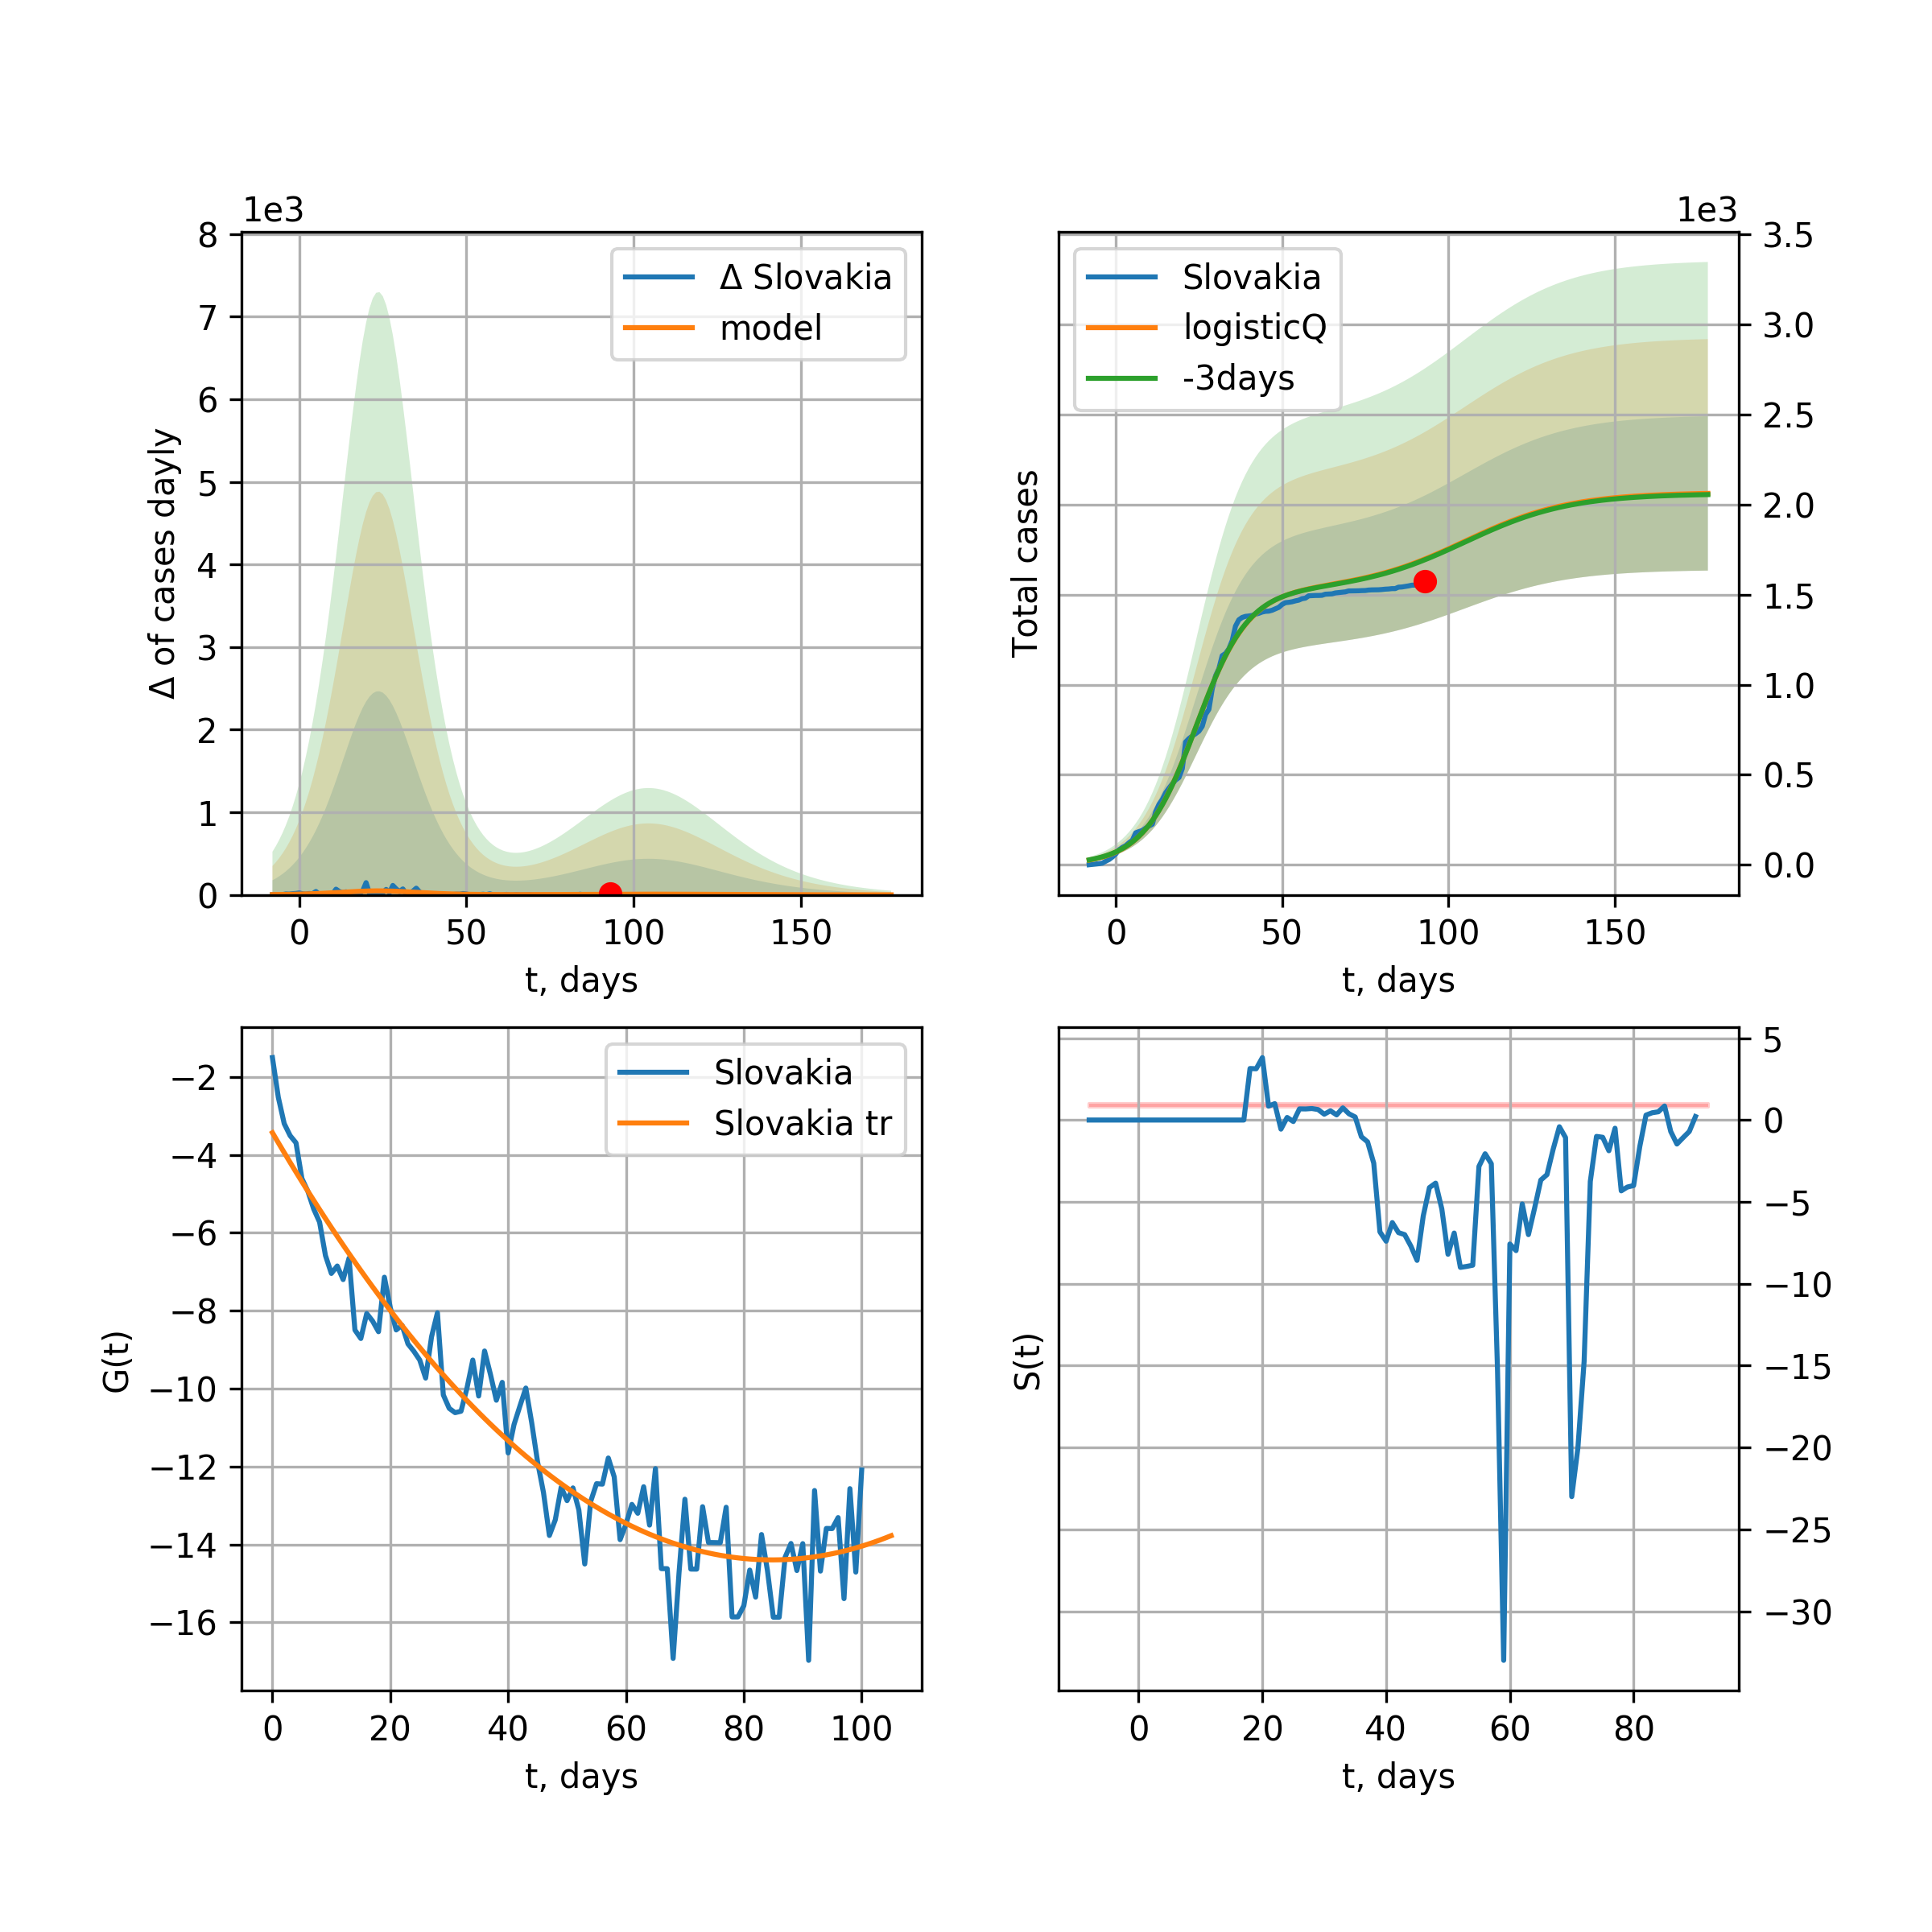 1e3
8
7
6
5
4
3
2
1
0
Δ of cases dayly
Δ Slovakia
model
0 50 100 150
t, days
1e3
Slovakia
logisticQ
-3days
Total cases
3.5
3.0
2.5
2.0
1.5
1.0
0.5
0.0
0 50 100 150
t, days
−2
−4
−6
−8
−10
−12
−14
−16
G(t)
Slovakia
Slovakia tr
0 20 40 60 80 100
t, days
S(t)
5
0
−5
−10
−15
−20
−25
−30
0 20 40 60 80
t, days